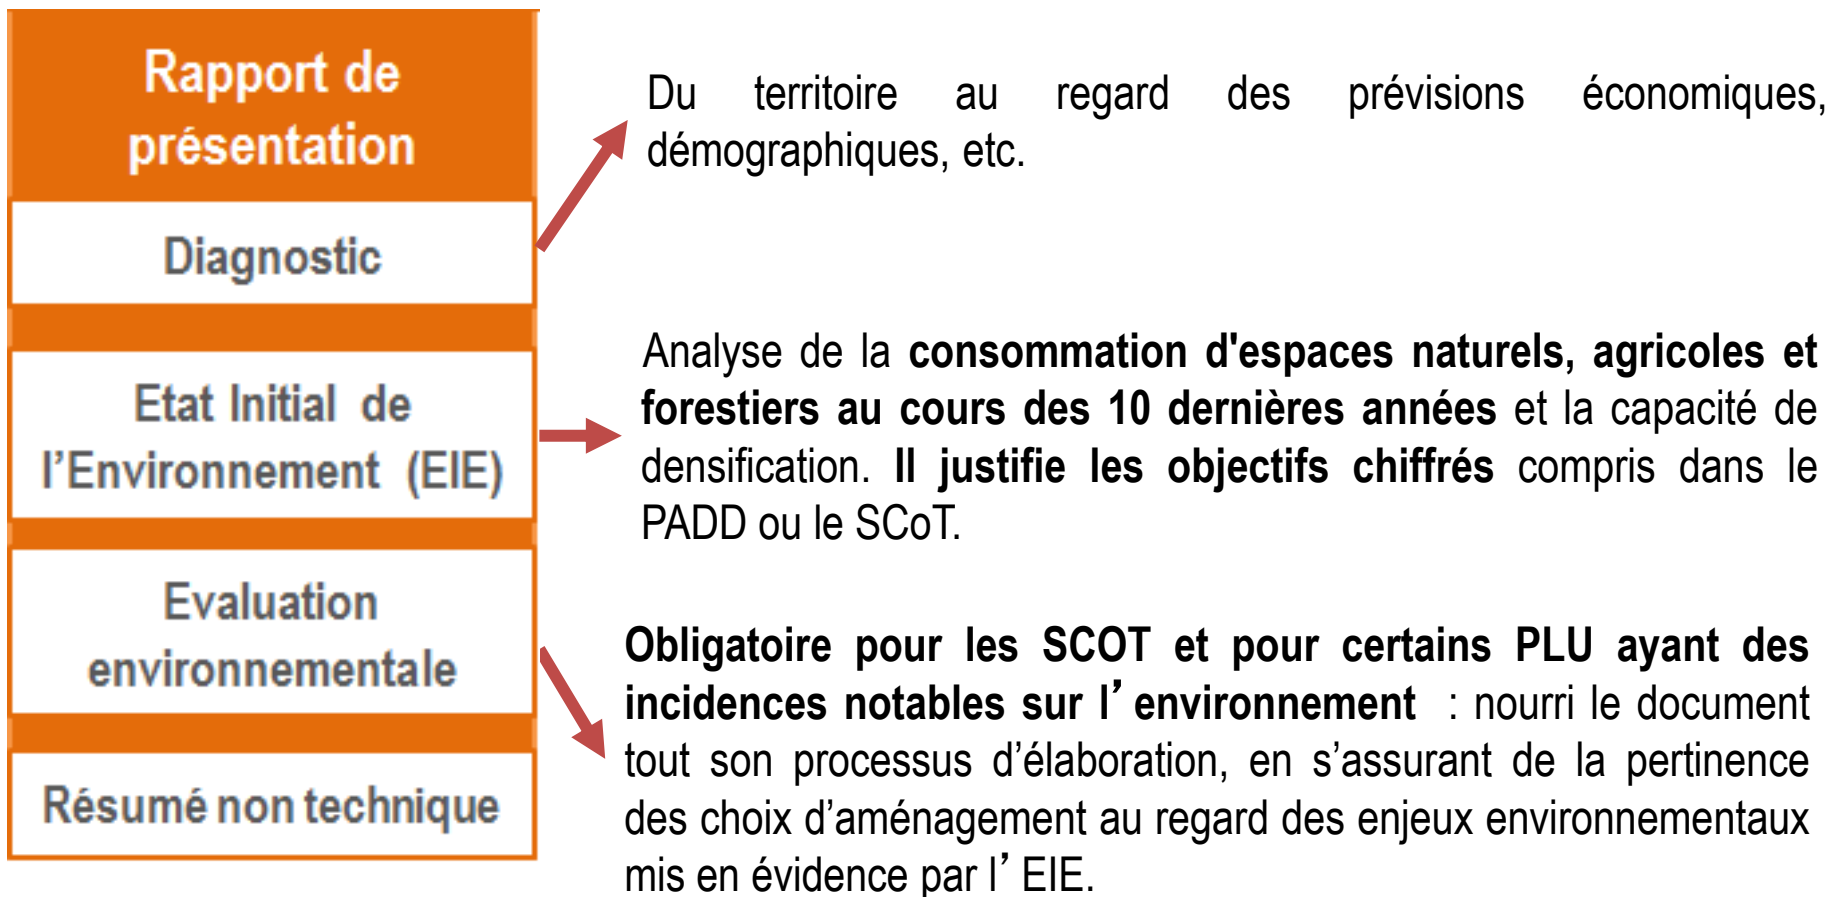 Rapport de
présentation
Diagnostic
Etat Initial de
l’Environnement (EIE)
Evaluation
environnementale
Résumé non technique
Du territoire au regard des prévisions économiques,
démographiques, etc.
Analyse de la consommation d'espaces naturels, agricoles et
forestiers au cours des 10 dernières années et la capacité de
densification. Il justifie les objectifs chiffrés compris dans le
PADD ou le SCoT.
Obligatoire pour les SCOT et pour certains PLU ayant des
incidences notables sur l’environnement : nourri le document
tout son processus d’élaboration, en s’assurant de la pertinence
des choix d’aménagement au regard des enjeux environnementaux
mis en évidence par l’EIE.